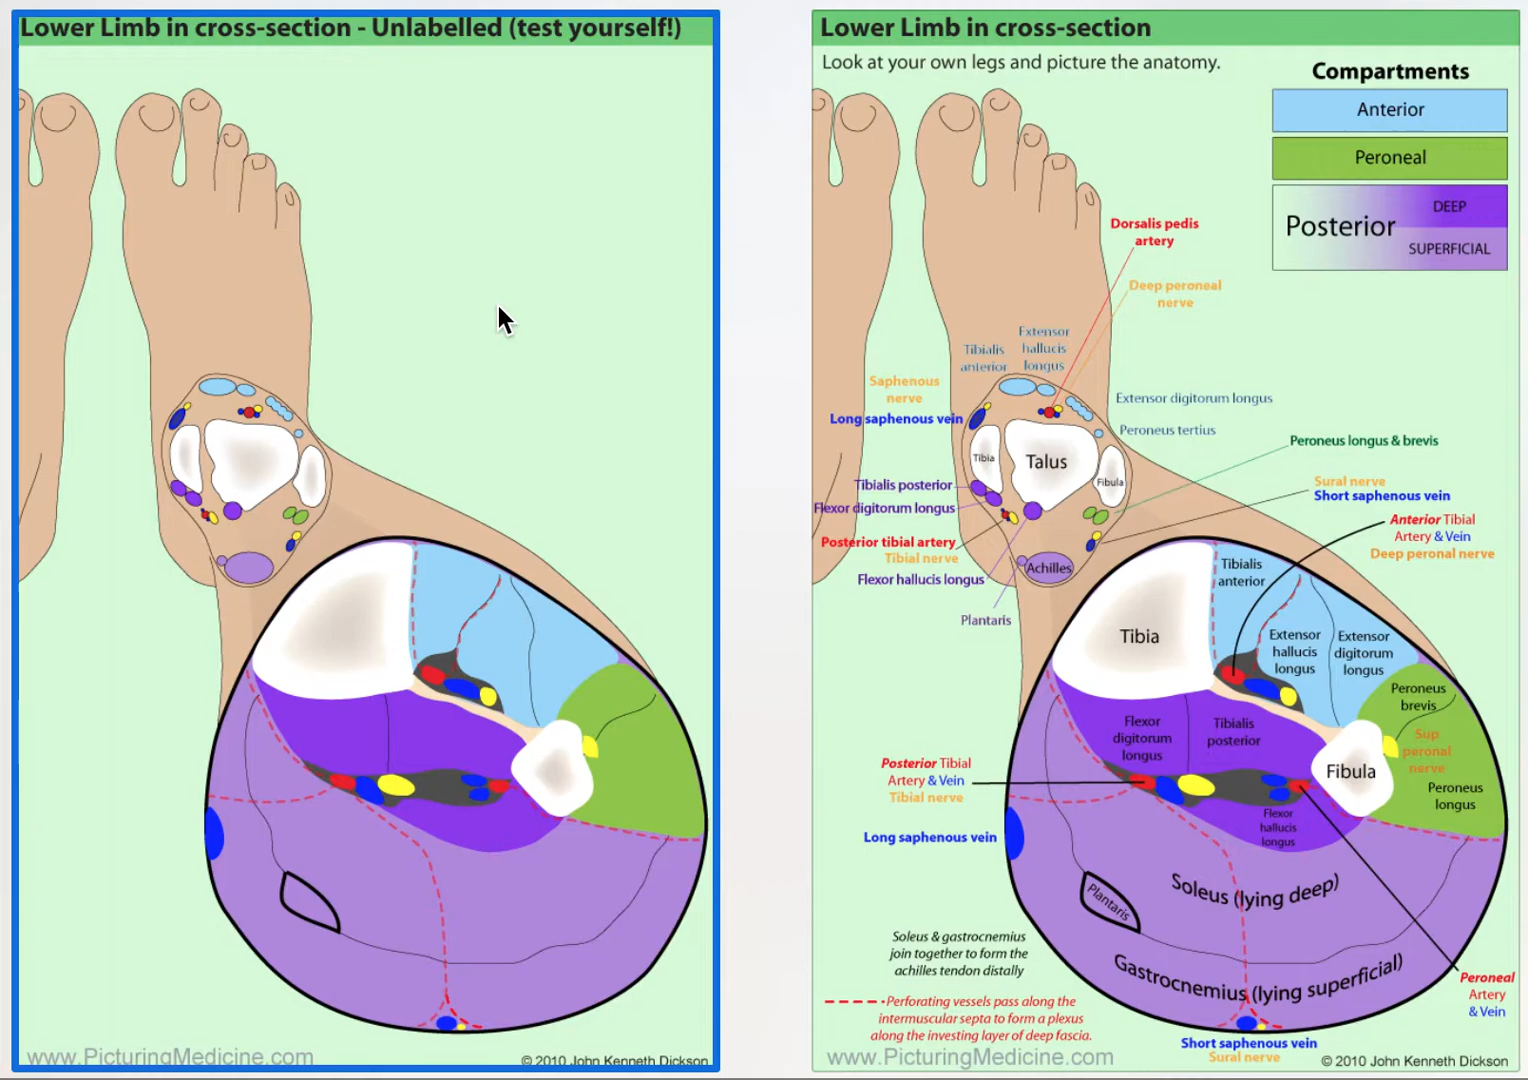 Lower Limb in cross-section - Unlabelled (test yourself!)
www.PicturingMedicine.com
© 2010 John Kenneth Dickson
Lower Limb in cross-section
Look at your own legs and picture the anatomy.
Compartments
Anterior
Peroneal
Posterior
DEEP
SUPERFICIAL
Dorsalis pedis
artery
Deep peroneal
nerve
Extensor
hallucis
longus
Tibialis
anterior
Saphenous
nerve
Long saphenous vein
Extensor digitorum longus
Peroneus tertius
Peroneus longus & brevis
Tibia
Talus
Fibula
Sural nerve
Short saphenous vein
Tibialis posterior
Flexor digitorum longus
Anterior Tibial
Artery & Vein
Deep peronal nerve
Posterior tibial artery
Tibial nerve
Flexor hallucis longus
Achilles
Plantaris
Tibialis
anterior
Tibia
Extensor
hallucis
longus
Extensor
digitorum
longus
Peroneus
brevis
Flexor
digitorum
longus
Tibialis
posterior
Sup
peronal
nerve
Fibula
Peroneus
longus
Posterior Tibial
Artery & Vein
Tibial nerve
Flexor
hallucis
longus
Long saphenous vein
Soleus (lying deep)
Plantaris
Soleus & gastrocnemius
join together to form the
achilles tendon distally
Gastrocnemius (lying superficial)
Peroneal
Artery
& Vein
Perforating vessels pass along the
intermuscular septa to form a plexus
along the investing layer of deep fascia.
Short saphenous vein
Sural nerve
www.PicturingMedicine.com
© 2010 John Kenneth Dickson